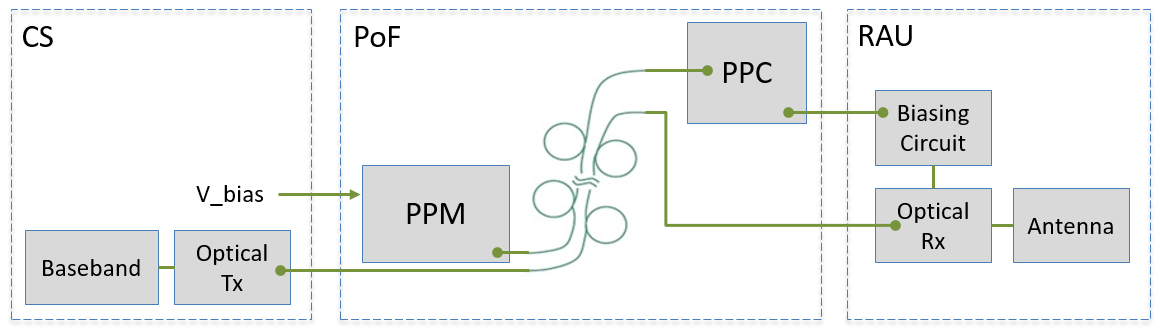 CS
V_bias
Baseband
Optical
Tx
PoF
PPM
PPC
RAU
Biasing
Circuit
Optical
Rx
Antenna